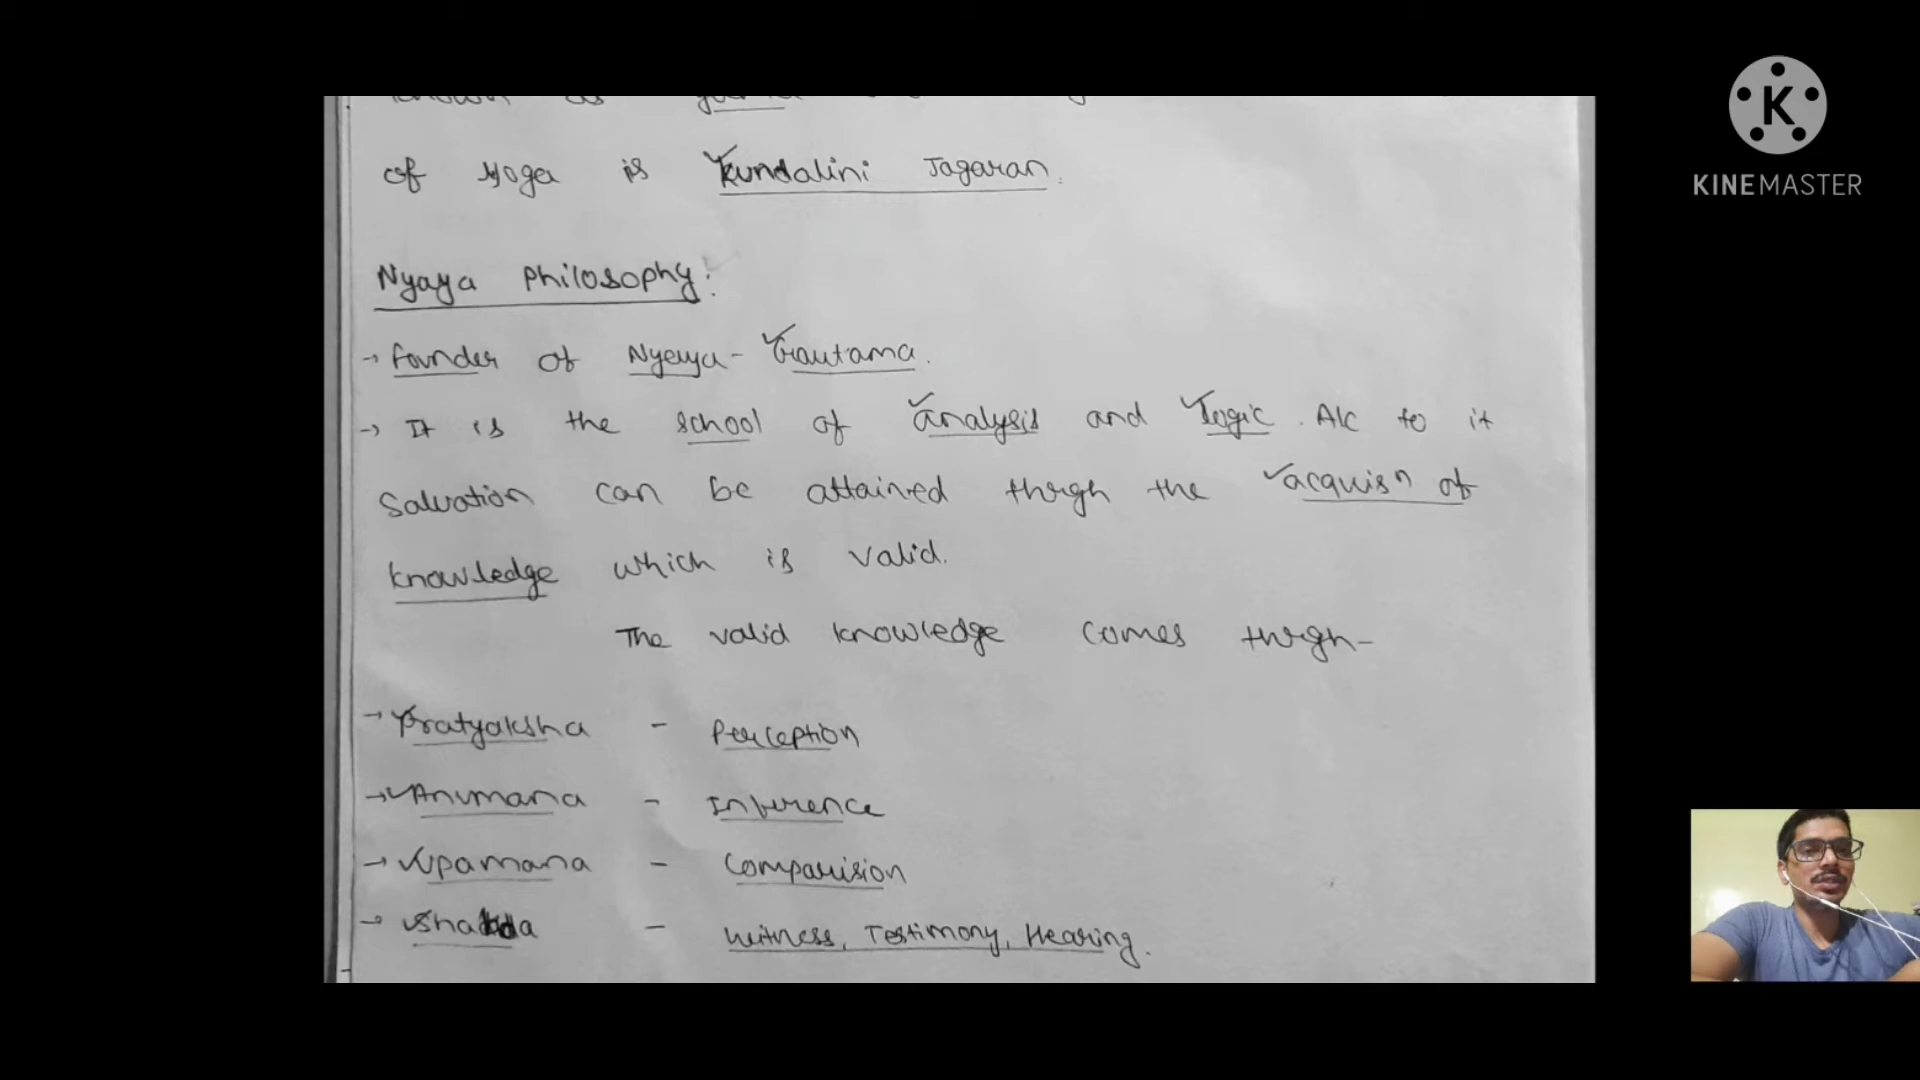 of Yoga is Kundalini Jagaran.
Nyaya Philosophy:
→ founder of Nyaya - Gautama.
→ It is the school of analysis and logic. A/c to it
Salvation can be attained thrgh the acquisn of
knowledge which is valid.
The valid knowledge comes thrgh-
→ Pratyaksha - Perception
→ Anumana - Inference
→ Upamana - Comparision
→ Shabda - Witness, Testimony, Hearing.
K
KINEMASTER